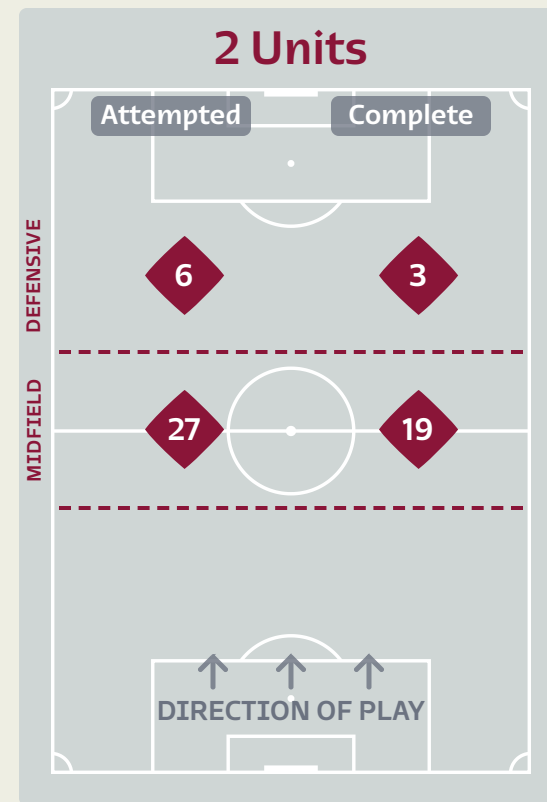 2 Units
Attempted
Complete
DEFENSIVE
6
3
MIDFIELD
27
19
DIRECTION OF PLAY